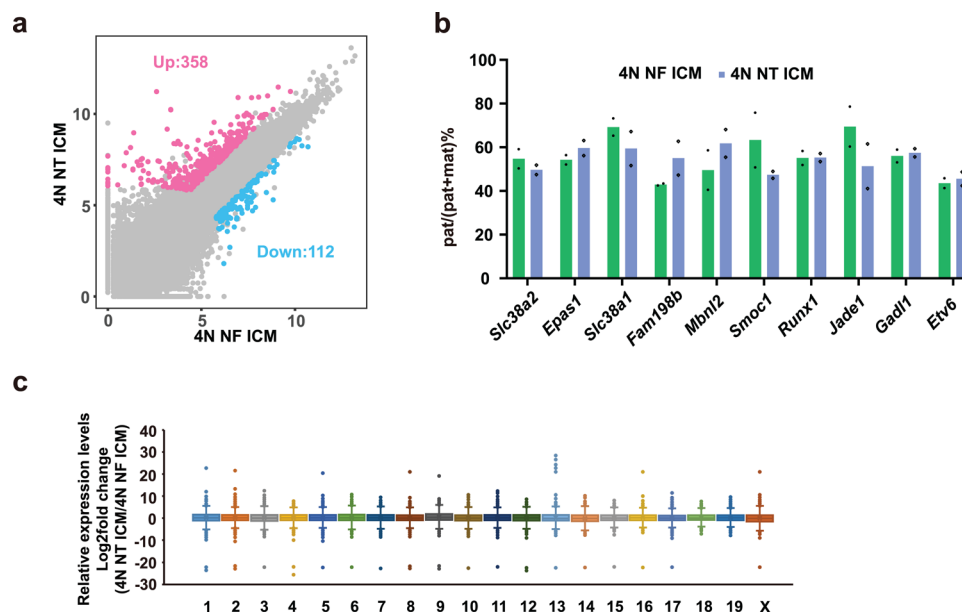 a
4N NT ICM
10
5
0
Up:358
Down:112
0 5 10
4N NF ICM
b
pat/(pat+mat)%
100
80
60
40
20
0
4N NF ICM 4N NT ICM
Slc38a2 Epas1 Slc38a1 Fam198b Mbnl2 Smoc1 Runx1 Jade1 Gadl1 Etv6
c
Relative expression levels
Log2fold change
(4N NT ICM/4N NF ICM)
40
30
20
10
0
-10
-20
-30
1 2 3 4 5 6 7 8 9 10 11 12 13 14 15 16 17 18 19 X